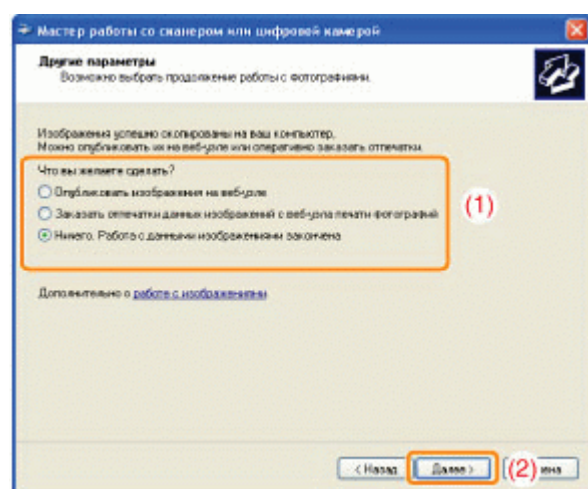 Мастер работы со сканером или цифровой камерой
Другие параметры
Возможно выбрать продолжение работы с фотографиями.
Изображения успешно скопированы на ваш компьютер.
Можно опубликовать их на веб-узле или оперативно заказать отпечатки.
Что вы желаете сделать?
Опубликовать изображения на веб-узле
Заказать отпечатки данных изображений с веб-узла печати фотографий
(1)
Ничего. Работа с данными изображениями закончена
Дополнительно о работе с изображениями
< Назад
Далее >
(2)